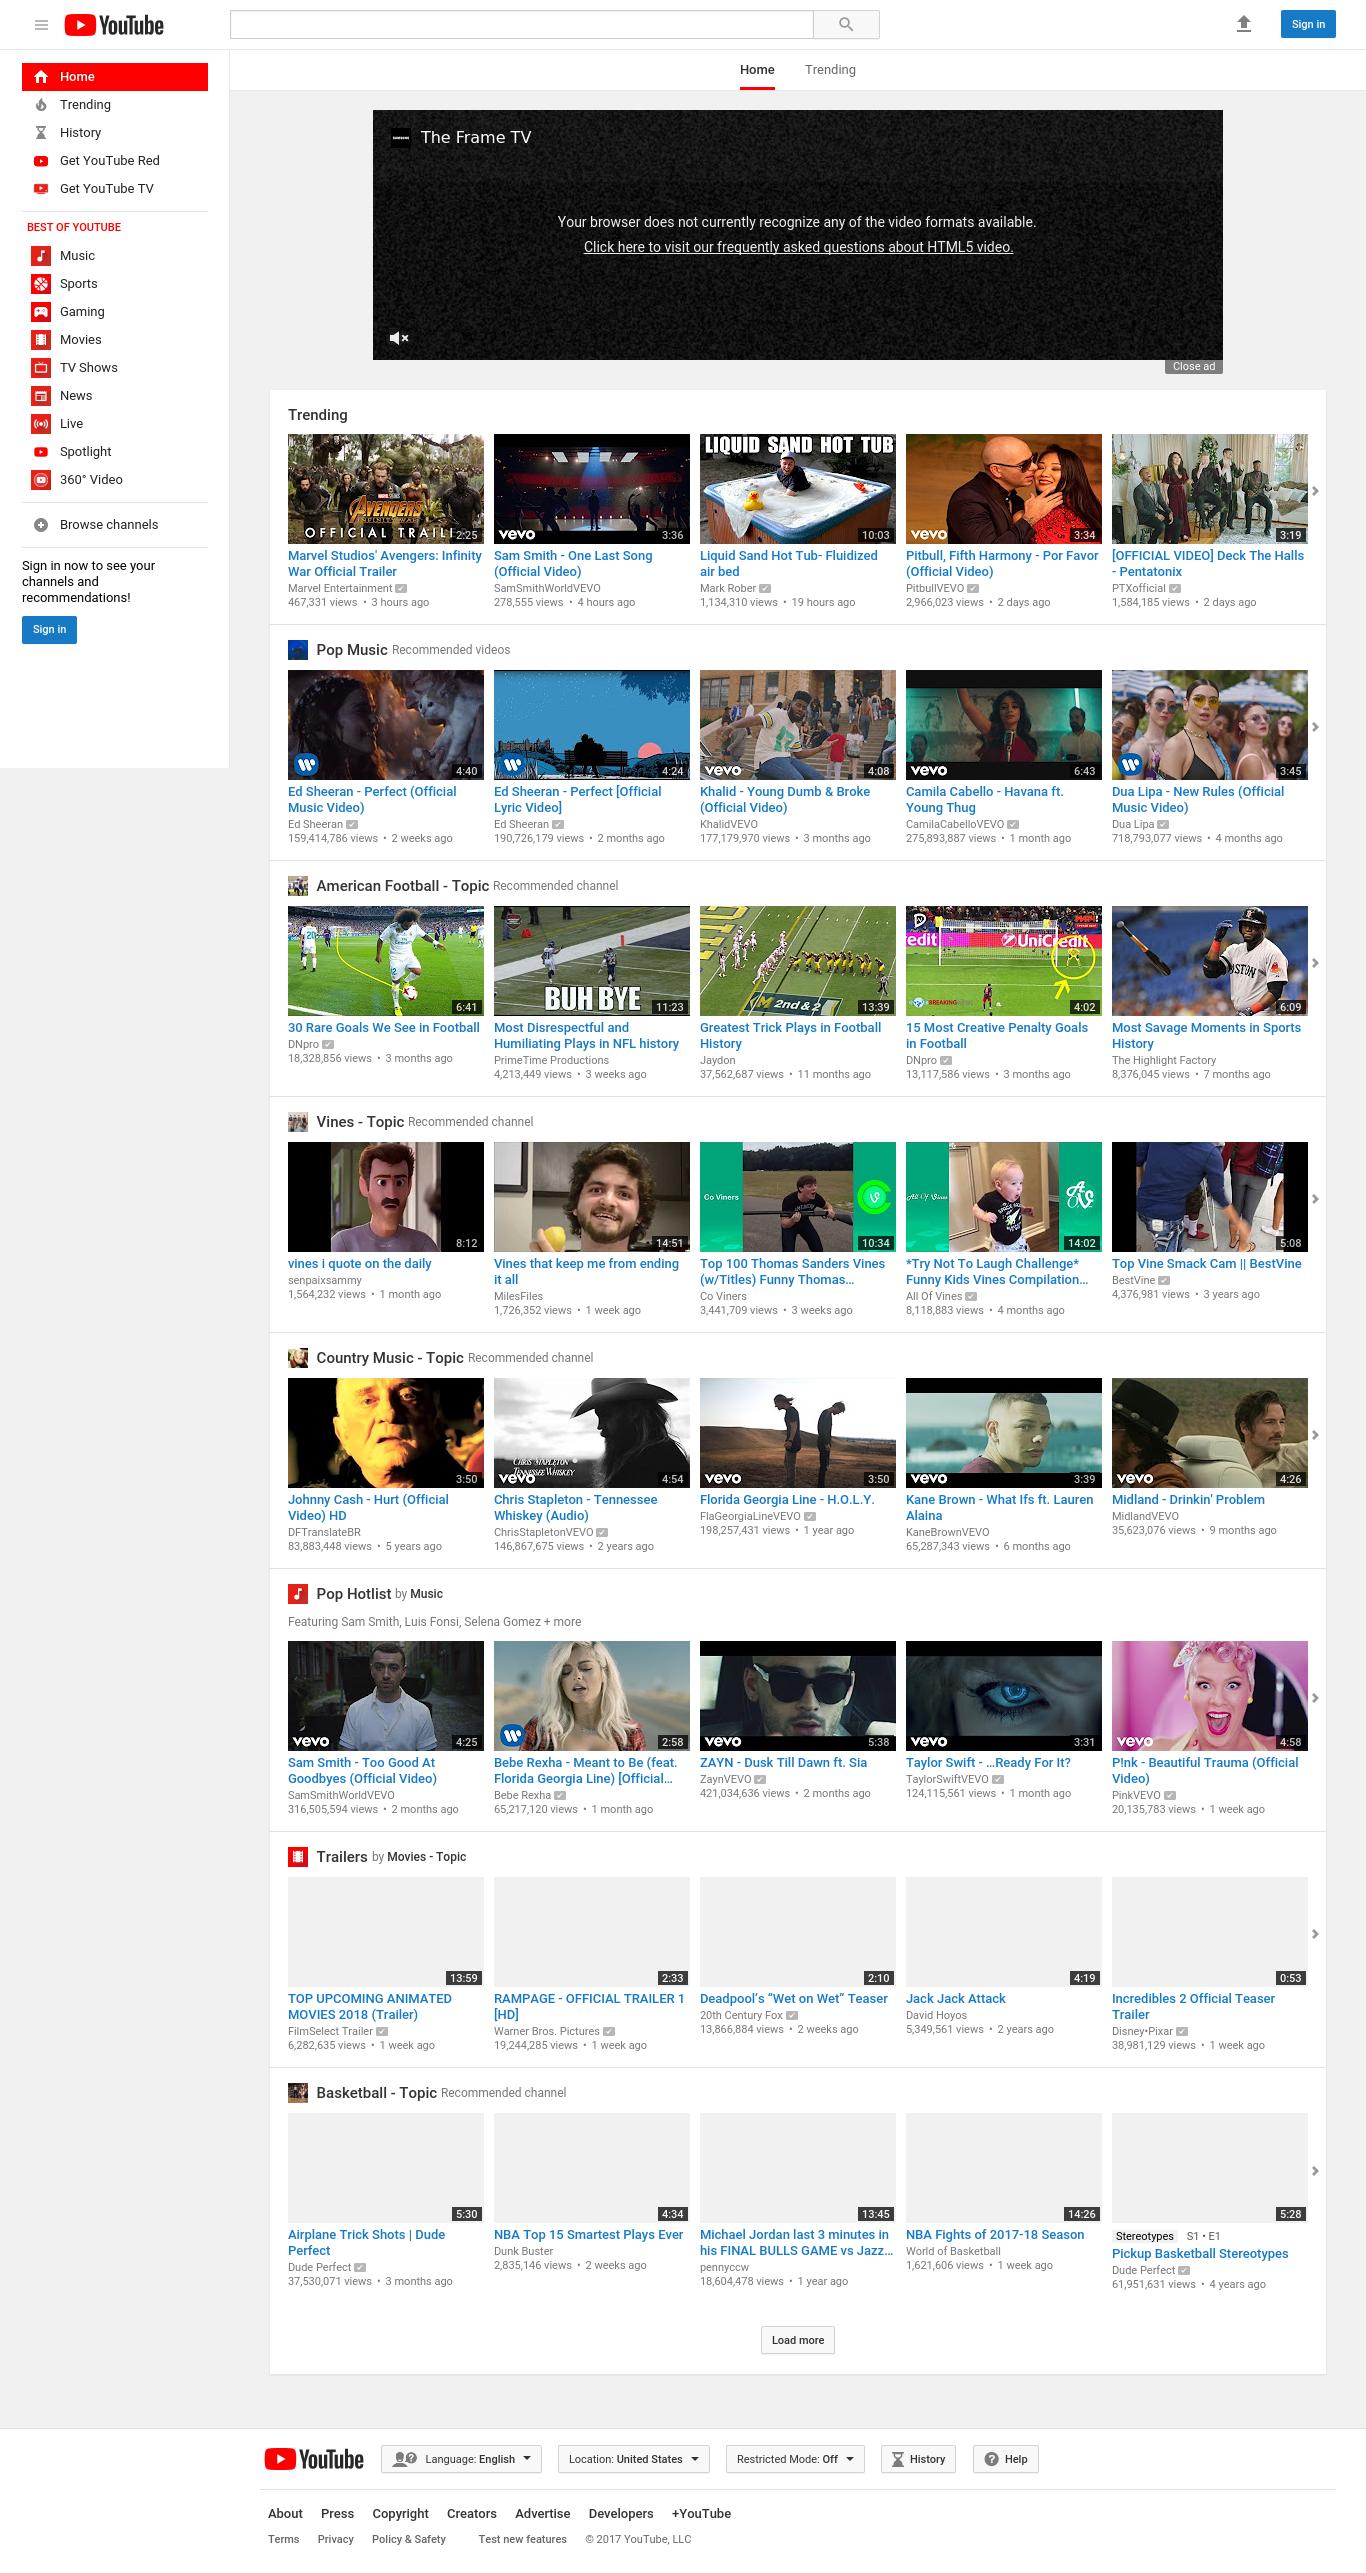 YouTube
Sign in
Home
Trending
History
Get YouTube Red
Get YouTube TV
BEST OF YOUTUBE
Music
Sports
Gaming
Movies
TV Shows
News
Live
Spotlight
360° Video
Browse channels
Sign in now to see your
channels and
recommendations!
Sign in
Home Trending
SAMSUNG
The Frame TV
Your browser does not currently recognize any of the video formats available.
Click here to visit our frequently asked questions about HTML5 video.
Close ad
Trending
MARVEL STUDIOS
AVENGERS
INFINITY WAR
OFFICIAL TRAIL
2:25
Marvel Studios' Avengers: Infinity
War Official Trailer
Marvel Entertainment
467,331 views • 3 hours ago
vevo
3:36
Sam Smith - One Last Song
(Official Video)
SamSmithWorldVEVO
278,555 views • 4 hours ago
LIQUID SAND HOT TUB
10:03
Liquid Sand Hot Tub- Fluidized
air bed
Mark Rober
1,134,310 views • 19 hours ago
vevo
3:34
Pitbull, Fifth Harmony - Por Favor
(Official Video)
PitbullVEVO
2,966,023 views • 2 days ago
3:19
[OFFICIAL VIDEO] Deck The Halls
- Pentatonix
PTXofficial
1,584,185 views • 2 days ago
Pop Music Recommended videos
4:40
Ed Sheeran - Perfect (Official
Music Video)
Ed Sheeran
159,414,786 views • 2 weeks ago
4:24
Ed Sheeran - Perfect [Official
Lyric Video]
Ed Sheeran
190,726,179 views • 2 months ago
vevo
4:08
Khalid - Young Dumb & Broke
(Official Video)
KhalidVEVO
177,179,970 views • 3 months ago
vevo
6:43
Camila Cabello - Havana ft.
Young Thug
CamilaCabelloVEVO
275,893,887 views • 1 month ago
3:45
Dua Lipa - New Rules (Official
Music Video)
Dua Lipa
718,793,077 views • 4 months ago
American Football - Topic Recommended channel
6:41
30 Rare Goals We See in Football
DNpro
18,328,856 views • 3 months ago
BUH BYE
11:23
Most Disrespectful and
Humiliating Plays in NFL history
PrimeTime Productions
4,213,449 views • 3 weeks ago
M 2nd & 2
13:39
Greatest Trick Plays in Football
History
Jaydon
37,562,687 views • 11 months ago
edit UniCredit
BREAKING
4:02
15 Most Creative Penalty Goals
in Football
DNpro
13,117,586 views • 3 months ago
BOSTON
6:09
Most Savage Moments in Sports
History
The Highlight Factory
8,376,045 views • 7 months ago
Vines - Topic Recommended channel
8:12
vines i quote on the daily
senpaixsammy
1,564,232 views • 1 month ago
14:51
Vines that keep me from ending
it all
MilesFiles
1,726,352 views • 1 week ago
Co Viners
10:34
Top 100 Thomas Sanders Vines
(w/Titles) Funny Thomas...
Co Viners
3,441,709 views • 3 weeks ago
All Of Vines
14:02
*Try Not To Laugh Challenge*
Funny Kids Vines Compilation...
All Of Vines
8,118,883 views • 4 months ago
5:08
Top Vine Smack Cam || BestVine
BestVine
4,376,981 views • 3 years ago
Country Music - Topic Recommended channel
3:50
Johnny Cash - Hurt (Official
Video) HD
DFTranslateBR
83,883,448 views • 5 years ago
CHRIS STAPLETON
TENNESSEE WHISKEY
vevo
4:54
Chris Stapleton - Tennessee
Whiskey (Audio)
ChrisStapletonVEVO
146,867,675 views • 2 years ago
vevo
3:50
Florida Georgia Line - H.O.L.Y.
FlaGeorgiaLineVEVO
198,257,431 views • 1 year ago
vevo
3:39
Kane Brown - What Ifs ft. Lauren
Alaina
KaneBrownVEVO
65,287,343 views • 6 months ago
vevo
4:26
Midland - Drinkin' Problem
MidlandVEVO
35,623,076 views • 9 months ago
Pop Hotlist by Music
Featuring Sam Smith, Luis Fonsi, Selena Gomez + more
vevo
4:25
Sam Smith - Too Good At
Goodbyes (Official Video)
SamSmithWorldVEVO
316,505,594 views • 2 months ago
2:58
Bebe Rexha - Meant to Be (feat.
Florida Georgia Line) [Official...
Bebe Rexha
65,217,120 views • 1 month ago
vevo
5:38
ZAYN - Dusk Till Dawn ft. Sia
ZaynVEVO
421,034,636 views • 2 months ago
vevo
3:31
Taylor Swift - ...Ready For It?
TaylorSwiftVEVO
124,115,561 views • 1 month ago
vevo
4:58
P!nk - Beautiful Trauma (Official
Video)
PinkVEVO
20,135,783 views • 1 week ago
Trailers by Movies - Topic
13:59
TOP UPCOMING ANIMATED
MOVIES 2018 (Trailer)
FilmSelect Trailer
6,282,635 views • 1 week ago
2:33
RAMPAGE - OFFICIAL TRAILER 1
[HD]
Warner Bros. Pictures
19,244,285 views • 1 week ago
2:10
Deadpool's “Wet on Wet” Teaser
20th Century Fox
13,866,884 views • 2 weeks ago
4:19
Jack Jack Attack
David Hoyos
5,349,561 views • 2 years ago
0:53
Incredibles 2 Official Teaser
Trailer
Disney•Pixar
38,981,129 views • 1 week ago
Basketball - Topic Recommended channel
5:30
Airplane Trick Shots | Dude
Perfect
Dude Perfect
37,530,071 views • 3 months ago
4:34
NBA Top 15 Smartest Plays Ever
Dunk Buster
2,835,146 views • 2 weeks ago
13:45
Michael Jordan last 3 minutes in
his FINAL BULLS GAME vs Jazz...
pennyccw
18,604,478 views • 1 year ago
14:26
NBA Fights of 2017-18 Season
World of Basketball
1,621,606 views • 1 week ago
5:28
Stereotypes S1 • E1
Pickup Basketball Stereotypes
Dude Perfect
61,951,631 views • 4 years ago
Load more
YouTube Language: English Location: United States Restricted Mode: Off History Help
About Press Copyright Creators Advertise Developers +YouTube
Terms Privacy Policy & Safety Test new features © 2017 YouTube, LLC